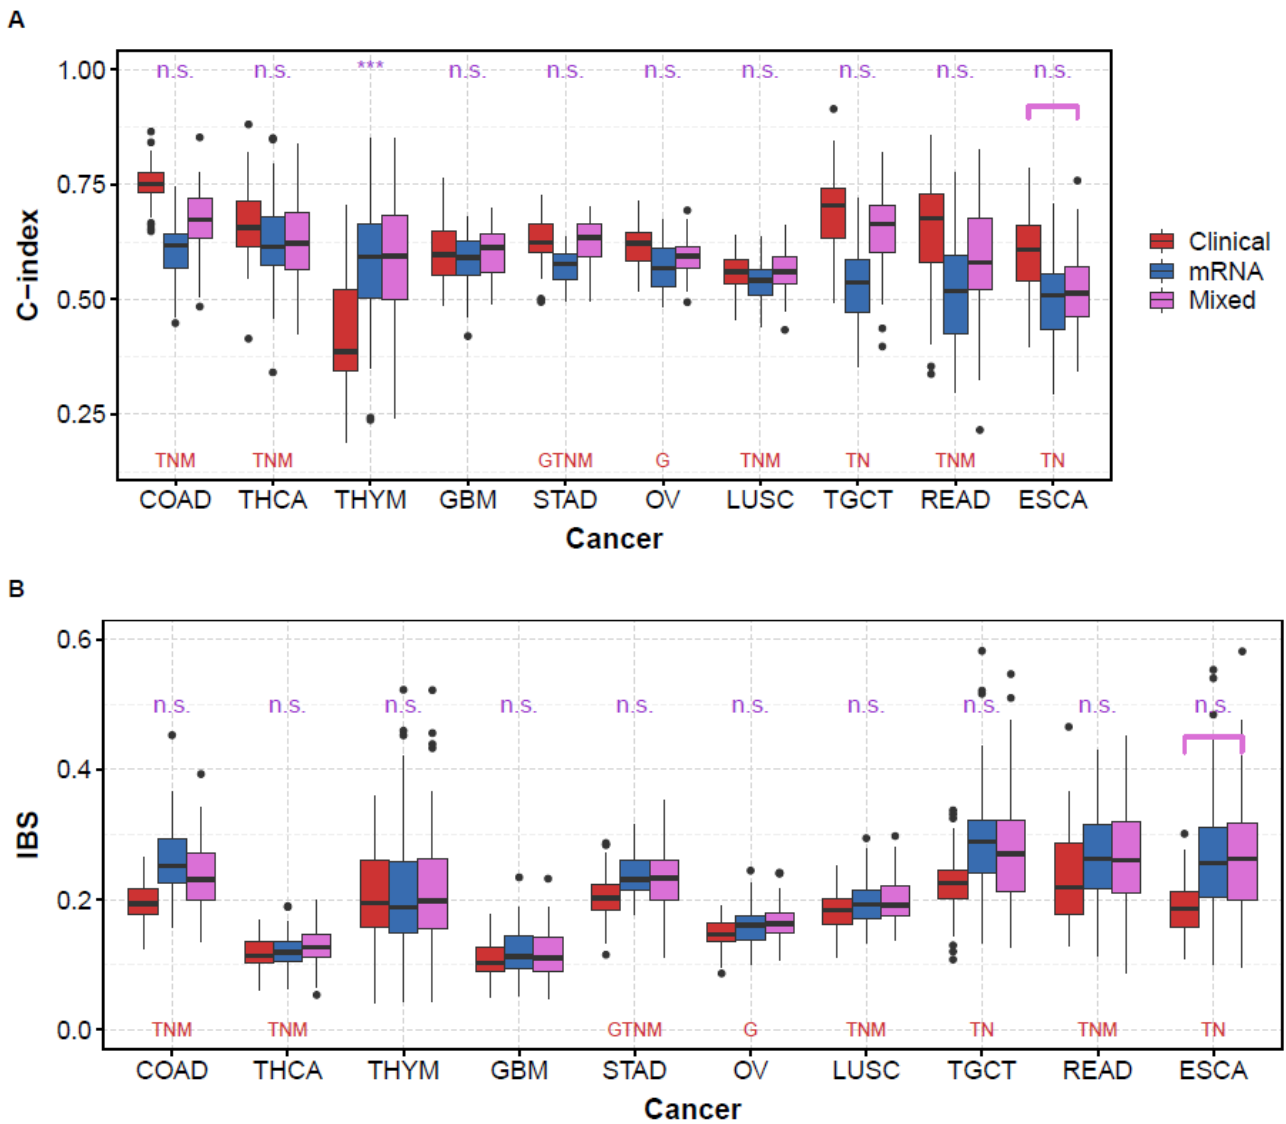 A
1.00
n.s. n.s. *** n.s. n.s. n.s. n.s. n.s. n.s. n.s.
0.75
0.50
0.25
C-index
Clinical
mRNA
Mixed
TNM TNM GTNM G TNM TN TNM TN
COAD THCA THYM GBM STAD OV LUSC TGCT READ ESCA
Cancer
B
0.6
n.s. n.s. n.s. n.s. n.s. n.s. n.s. n.s. n.s. n.s.
0.4
0.2
0.0
IBS
TNM TNM GTNM G TNM TN TNM TN
COAD THCA THYM GBM STAD OV LUSC TGCT READ ESCA
Cancer